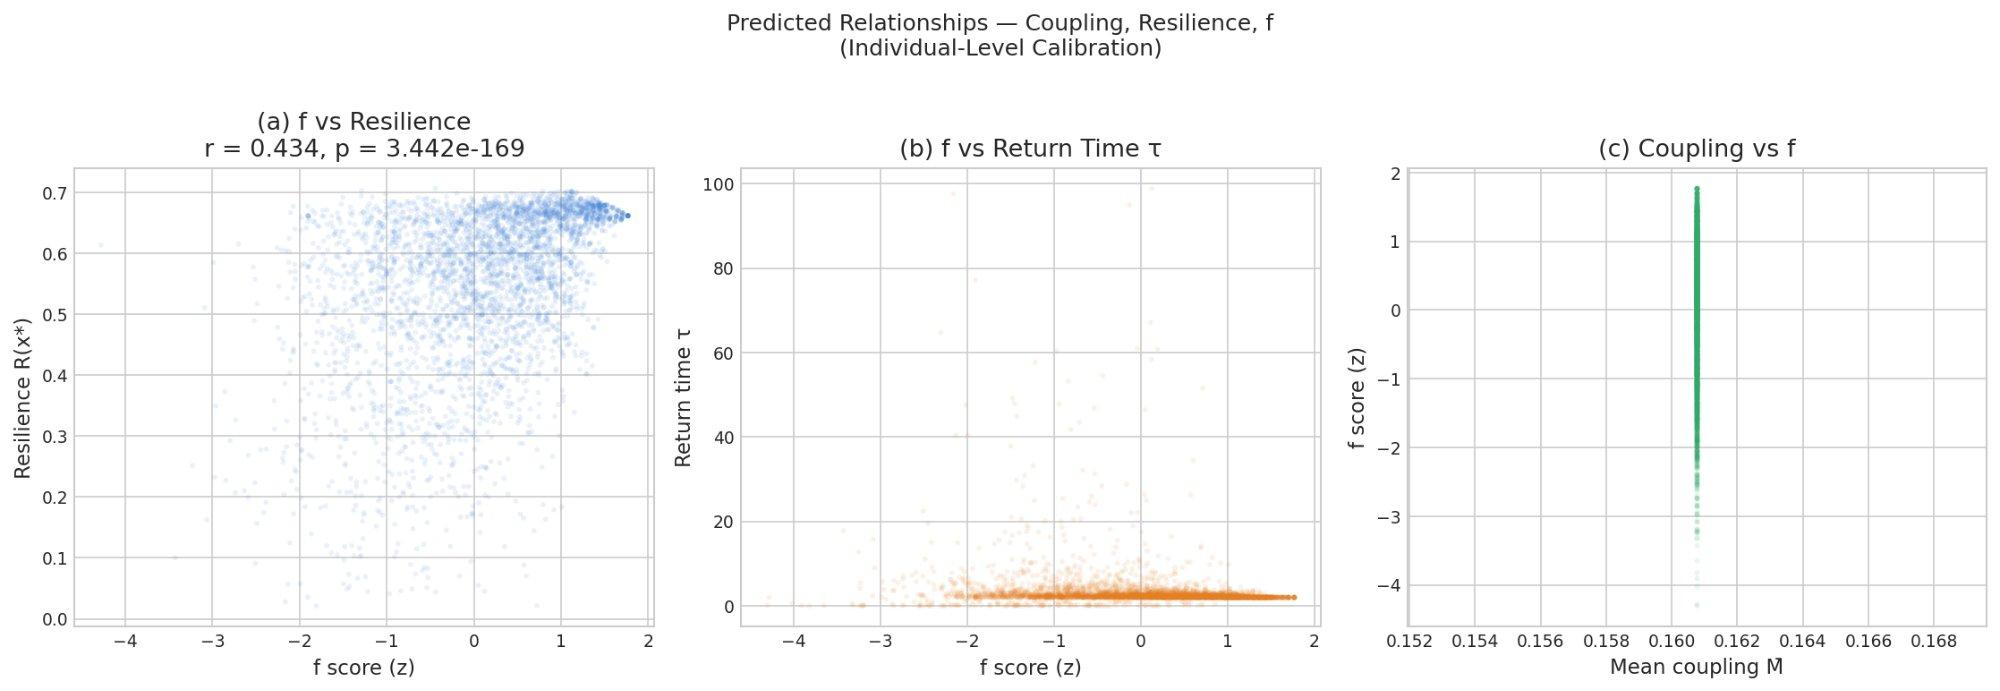 Predicted Relationships — Coupling, Resilience, f
(Individual-Level Calibration)
(a) f vs Resilience
r = 0.434, p = 3.442e-169
Resilience R(x*)
0.7
0.6
0.5
0.4
0.3
0.2
0.1
0.0
−4 −3 −2 −1 0 1 2
f score (z)
(b) f vs Return Time τ
Return time τ
100
80
60
40
20
0
−4 −3 −2 −1 0 1 2
f score (z)
(c) Coupling vs f
f score (z)
2
1
0
−1
−2
−3
−4
0.152 0.154 0.156 0.158 0.160 0.162 0.164 0.166 0.168
Mean coupling M̄